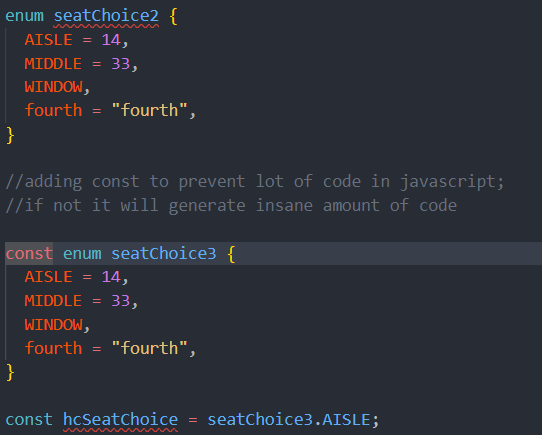 enum seatChoice2 {
AISLE = 14,
MIDDLE = 33,
WINDOW,
fourth = "fourth",
}
//adding const to prevent lot of code in javascript;
//if not it will generate insane amount of code
const enum seatChoice3 {
AISLE = 14,
MIDDLE = 33,
WINDOW,
fourth = "fourth",
}
const hcSeatChoice = seatChoice3.AISLE;